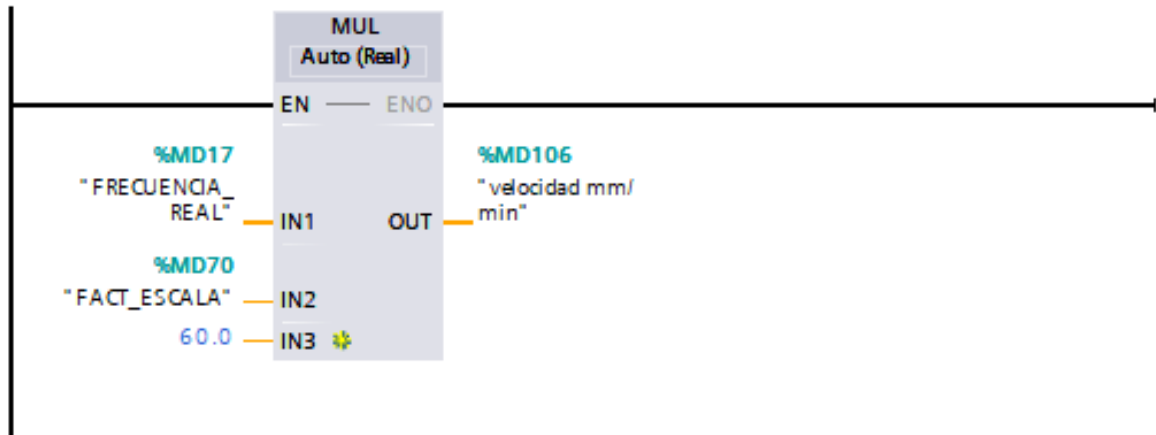 MUL
Auto (Real)
EN
ENO
%MD17
"FRECUENCIA_
REAL"
IN1
%MD106
"velocidad mm/
min"
OUT
%MD70
"FACT_ESCALA"
IN2
60.0
IN3